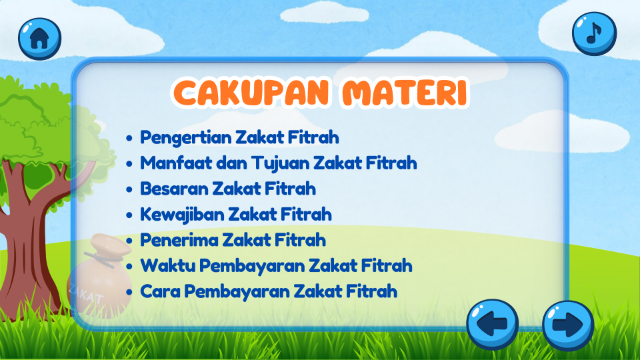 CAKUPAN MATERI
• Pengertian Zakat Fitrah
• Manfaat dan Tujuan Zakat Fitrah
• Besaran Zakat Fitrah
• Kewajiban Zakat Fitrah
• Penerima Zakat Fitrah
• Waktu Pembayaran Zakat Fitrah
• Cara Pembayaran Zakat Fitrah
ZAKAT